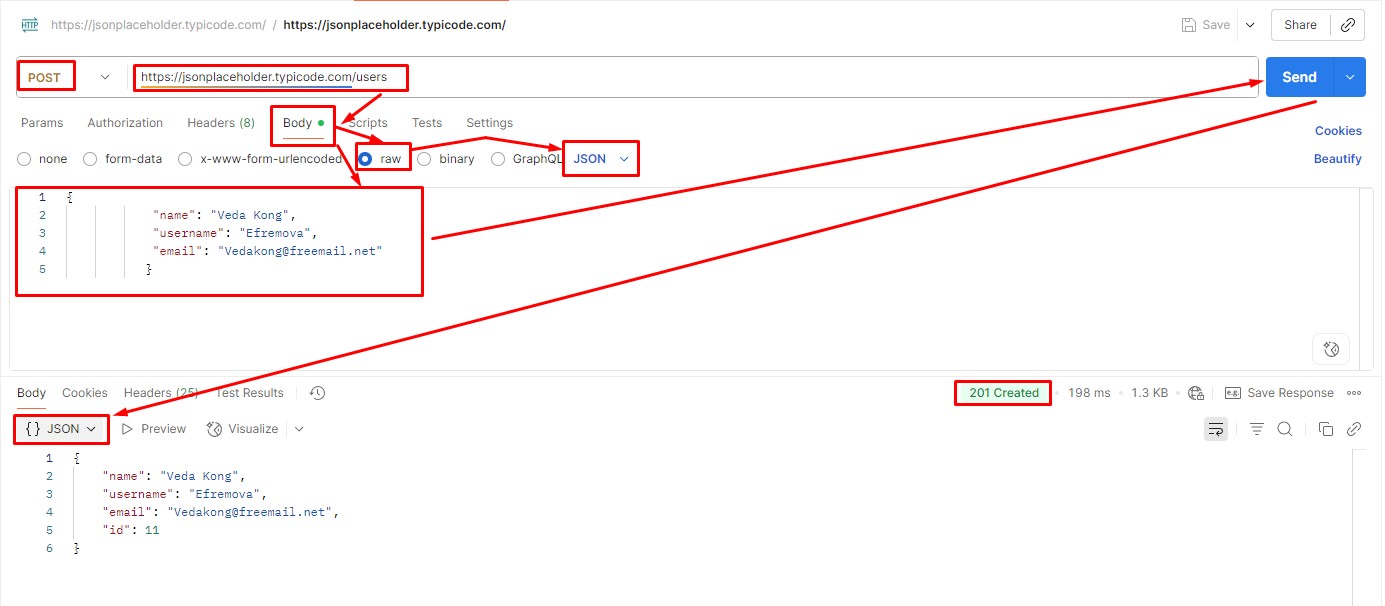 HTTP https://jsonplaceholder.typicode.com/ / https://jsonplaceholder.typicode.com/ Save Share
POST https://jsonplaceholder.typicode.com/users Send
Params Authorization Headers (8) Body Scripts Tests Settings Cookies
none form-data x-www-form-urlencoded raw binary GraphQL JSON Beautify
1 {
2 "name": "Veda Kong",
3 "username": "Efremova",
4 "email": "Vedakong@freemail.net"
5 }
Body Cookies Headers (25) Test Results 201 Created 198 ms 1.3 KB e.g. Save Response
{} JSON Preview Visualize
1 {
2 "name": "Veda Kong",
3 "username": "Efremova",
4 "email": "Vedakong@freemail.net",
5 "id": 11
6 }